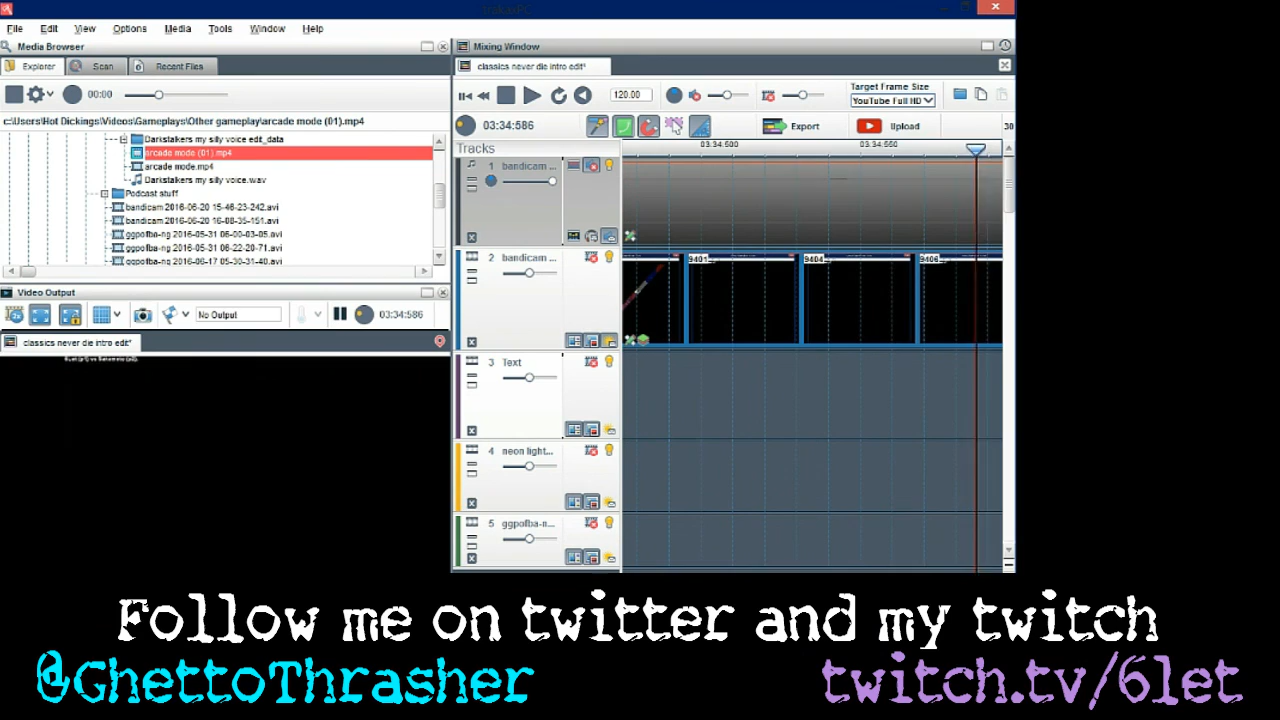 File Edit View Options Media Tools Window Help
Media Browser
Explorer Scan Recent Files
00:00
c:\Users\Hot Dickings\Videos\Gameplays\Other gameplay\arcade mode (01).mp4
Darkstakers my silly voice edit_data
arcade mode (01).mp4
arcade mode.mp4
Darkstakers my silly voice.wav
Podcast stuff
bandicam 2016-06-20 15-46-23-242.avi
bandicam 2016-06-20 16-08-35-151.avi
ggpofba-ng 2016-05-31 06-00-03-05.avi
ggpofba-ng 2016-05-31 06-22-20-71.avi
ggpofba-ng 2016-06-17 05-30-31-40.avi
Video Output
No Output 03:34:586
classics never die intro edit*
Mixing Window
classics never die intro edit*
120.00
Target Frame Size
YouTube Full HD
03:34:586
Export Upload 30
Tracks 03:34:500 03:34:550
1 bandicam ...
2 bandicam ...
9401 9404 9406
3 Text
4 neon light...
5 ggpofba-n...
Follow me on twitter and my twitch
@GhettoThrasher twitch.tv/6let